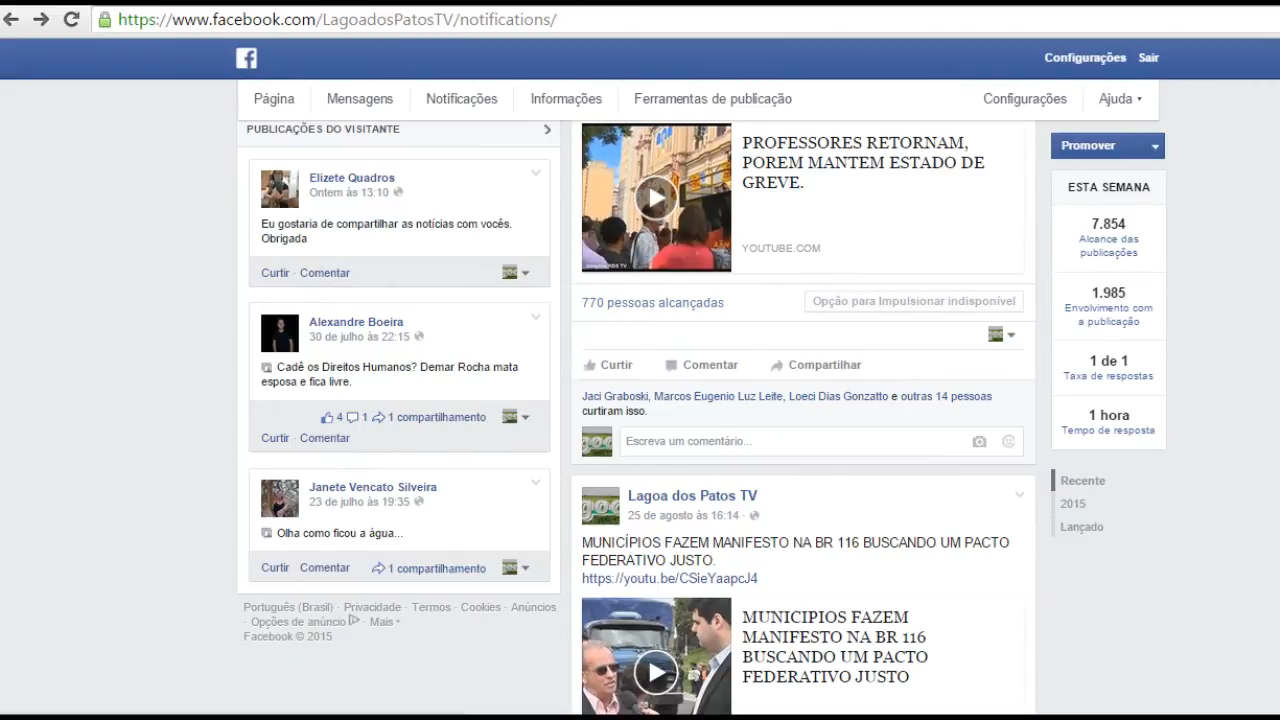 https://www.facebook.com/LagoadosPatosTV/notifications/
Configurações Sair
Página Mensagens Notificações Informações Ferramentas de publicação Configurações Ajuda
PUBLICAÇÕES DO VISITANTE
Elizete Quadros
Ontem às 13:10
Eu gostaria de compartilhar as notícias com vocês.
Obrigada
Curtir · Comentar
Alexandre Boeira
30 de julho às 22:15
Cadê os Direitos Humanos? Demar Rocha mata
esposa e fica livre.
4 1 1 compartilhamento
Curtir · Comentar
Janete Vencato Silveira
23 de julho às 19:35
Olha como ficou a água...
Curtir Comentar 1 compartilhamento
Português (Brasil) · Privacidade · Termos · Cookies · Anúncios
· Opções de anúncio · Mais
Facebook © 2015
PROFESSORES RETORNAM,
POREM MANTEM ESTADO DE
GREVE.
YOUTUBE.COM
770 pessoas alcançadas
Opção para Impulsionar indisponível
Curtir Comentar Compartilhar
Jaci Graboski, Marcos Eugenio Luz Leite, Loeci Dias Gonzatto e outras 14 pessoas
curtiram isso.
Escreva um comentário...
Lagoa dos Patos TV
25 de agosto às 16:14 ·
MUNICÍPIOS FAZEM MANIFESTO NA BR 116 BUSCANDO UM PACTO
FEDERATIVO JUSTO.
https://youtu.be/CSieYaapcJ4
MUNICIPIOS FAZEM
MANIFESTO NA BR 116
BUSCANDO UM PACTO
FEDERATIVO JUSTO
Promover
ESTA SEMANA
7.854
Alcance das
publicações
1.985
Envolvimento com
a publicação
1 de 1
Taxa de respostas
1 hora
Tempo de resposta
Recente
2015
Lançado